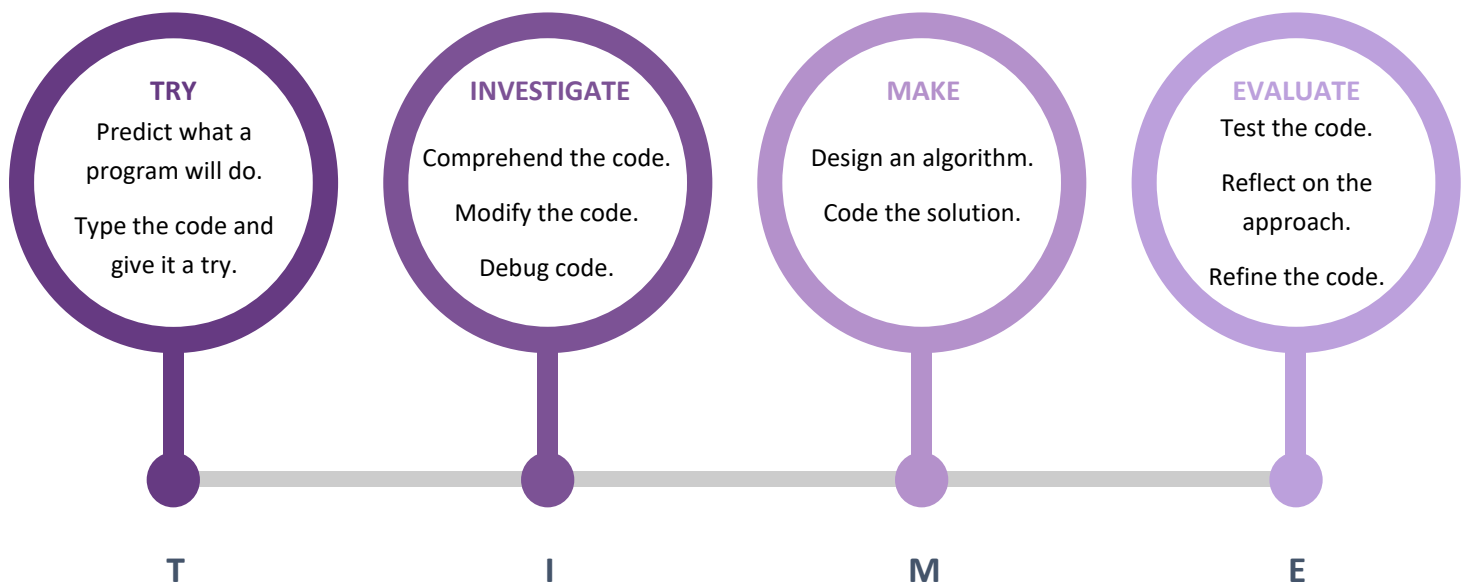 TRY
Predict what a
program will do.
Type the code and
give it a try.
INVESTIGATE
Comprehend the code.
Modify the code.
Debug code.
MAKE
Design an algorithm.
Code the solution.
EVALUATE
Test the code.
Reflect on the
approach.
Refine the code.
T
I
M
E